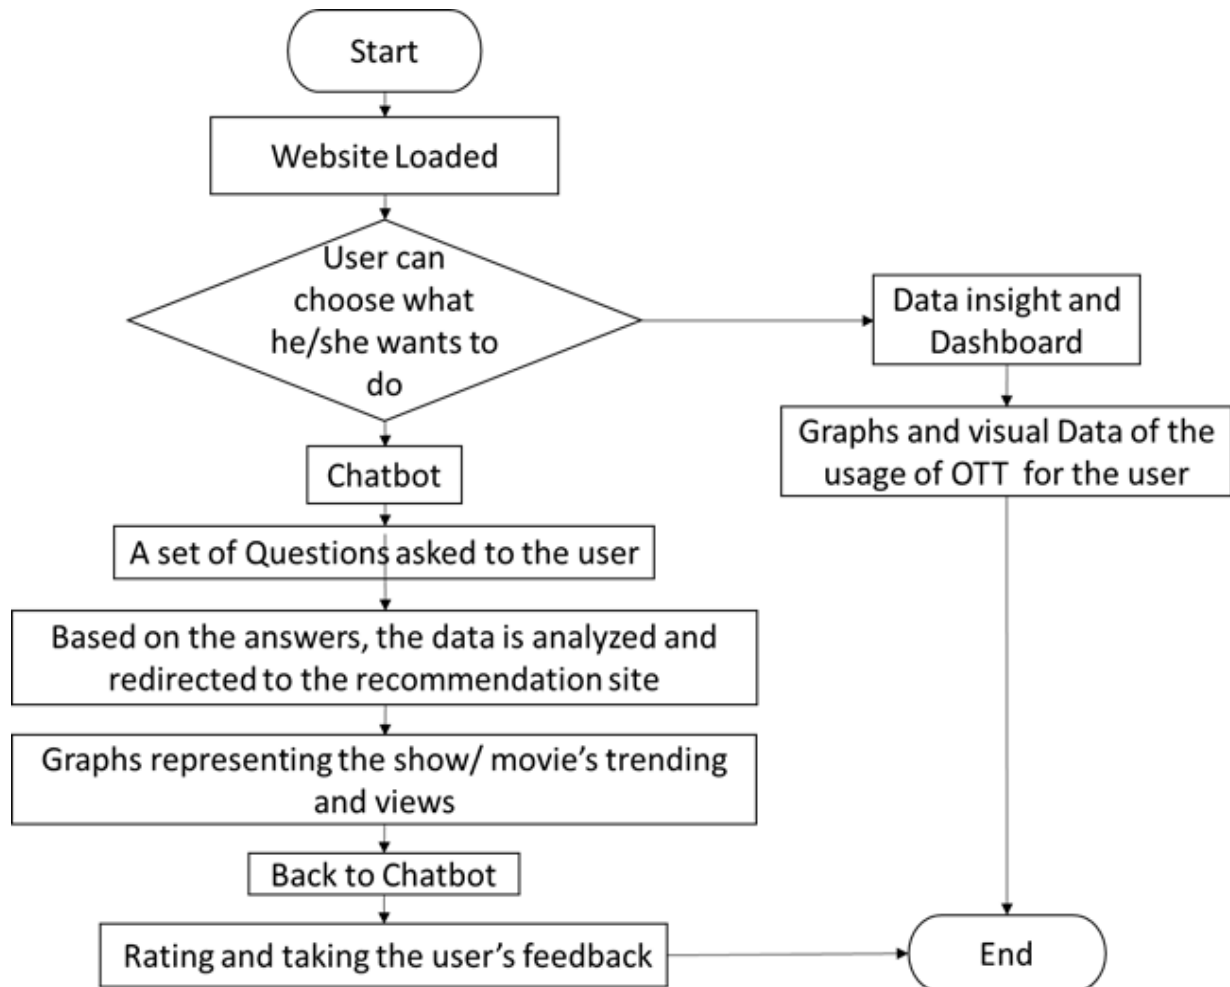 Start
Website Loaded
User can
choose what
he/she wants to
do
Data insight and
Dashboard
Graphs and visual Data of the
usage of OTT for the user
Chatbot
A set of Questions asked to the user
Based on the answers, the data is analyzed and
redirected to the recommendation site
Graphs representing the show/ movie’s trending
and views
Back to Chatbot
Rating and taking the user’s feedback
End